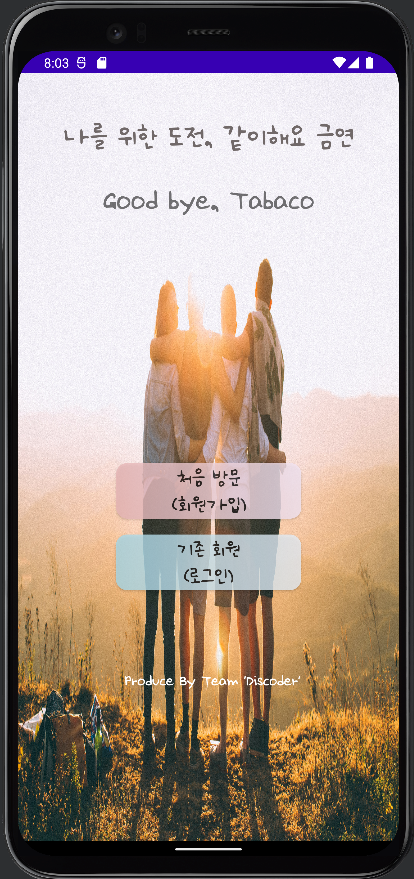 8:03
나를 위한 도전, 같이해요 금연
Good bye, Tabaco
처음 방문
(회원가입)
기존 회원
(로그인)
Produce By Team 'Discoder'